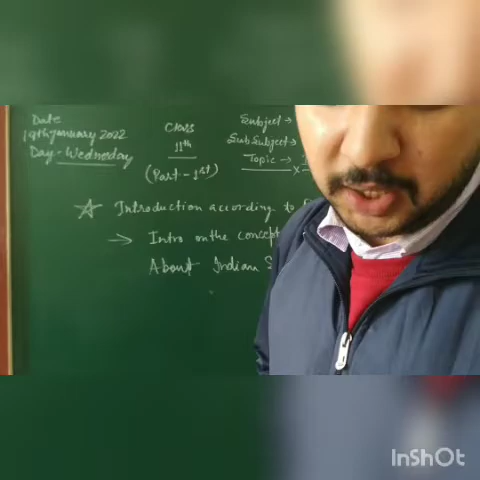 Date
19th January 2022
Day - Wednesday
Class
11th
(Part - 1st)
Subject →
Sub Subject →
Topic →
☆ Introduction according to
→ Intro on the concept
About Indian S
InShOt